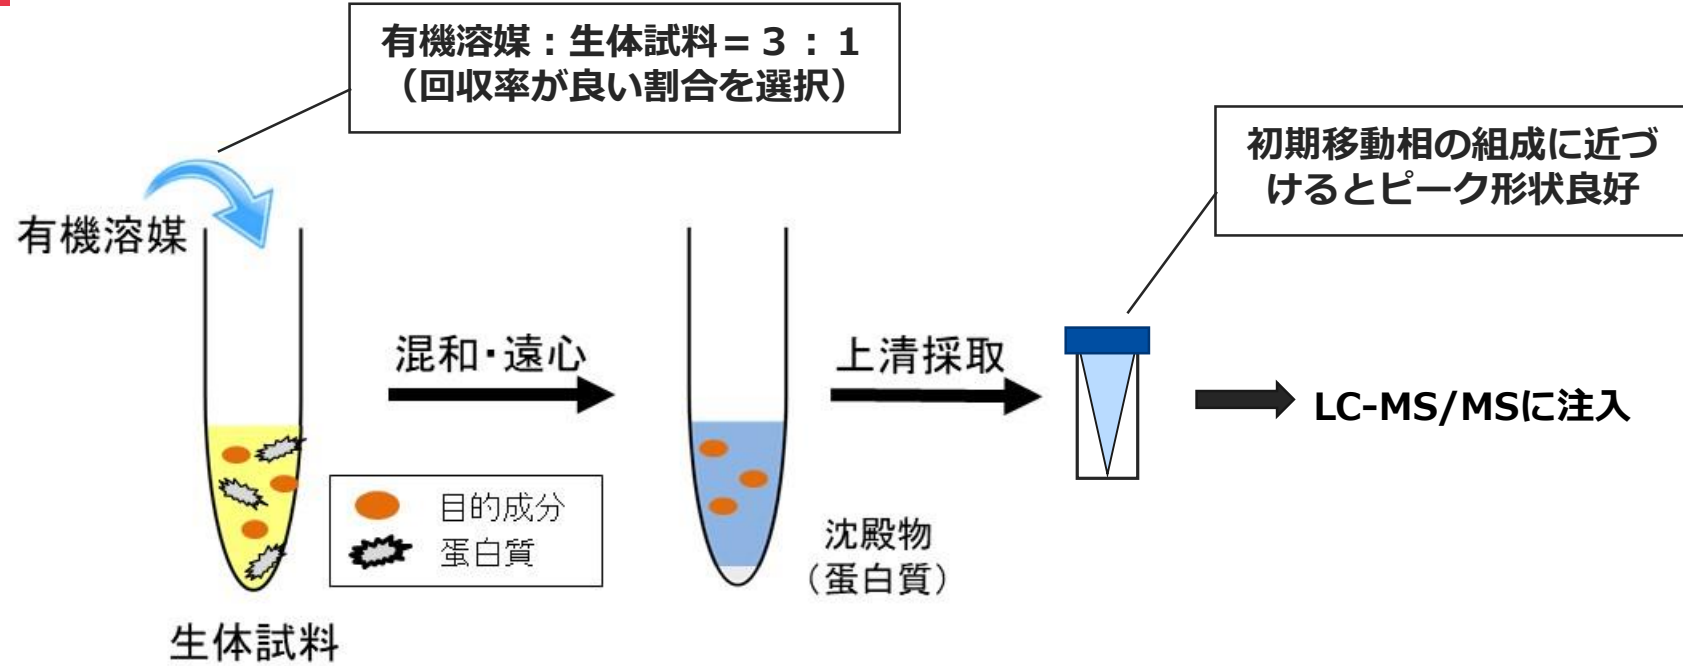 有機溶媒：生体試料＝３：１
（回収率が良い割合を選択）
初期移動相の組成に近づ
けるとピーク形状良好
有機溶媒
混和・遠心
上清採取
LC-MS/MSに注入
目的成分
蛋白質
沈殿物
（蛋白質）
生体試料